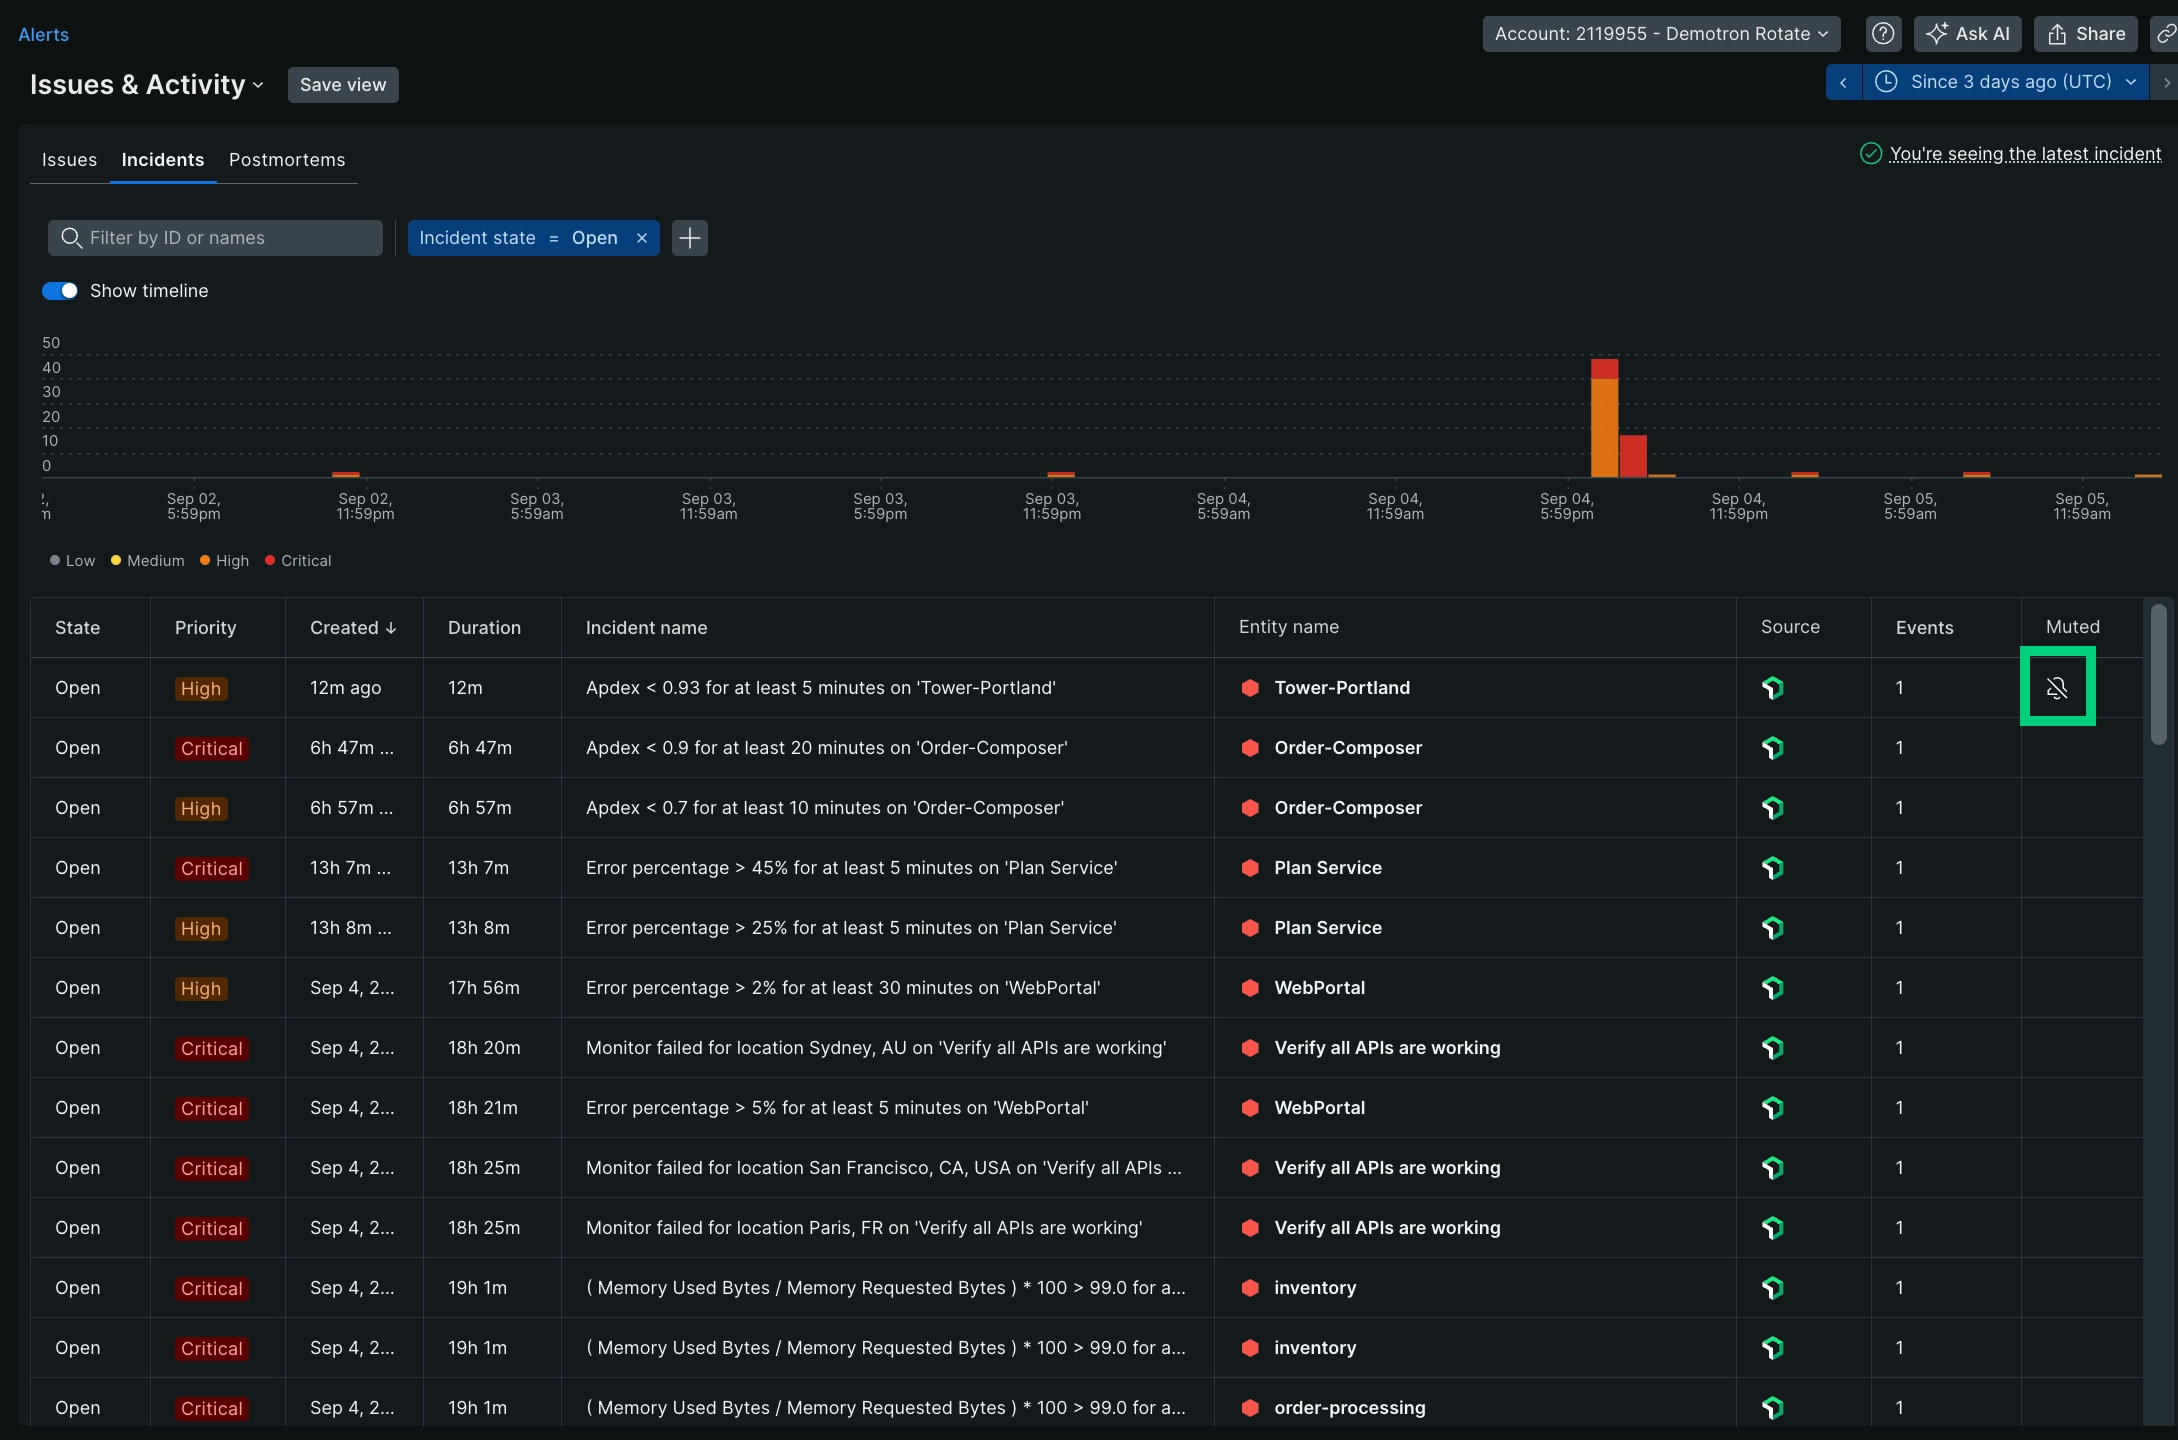 Alerts
Account: 2119955 - Demotron Rotate
Ask AI
Share
Issues & Activity
Save view
Since 3 days ago (UTC)
Issues
Incidents
Postmortems
You're seeing the latest incident
Filter by ID or names
Incident state = Open
Show timeline
50
40
30
20
10
0
Sep 02, 5:59pm
Sep 02, 11:59pm
Sep 03, 5:59am
Sep 03, 11:59am
Sep 03, 5:59pm
Sep 03, 11:59pm
Sep 04, 5:59am
Sep 04, 11:59am
Sep 04, 5:59pm
Sep 04, 11:59pm
Sep 05, 5:59am
Sep 05, 11:59am
Low Medium High Critical
State Priority Created Duration Incident name Entity name Source Events Muted
Open High 12m ago 12m Apdex < 0.93 for at least 5 minutes on 'Tower-Portland' Tower-Portland 1
Open Critical 6h 47m ... 6h 47m Apdex < 0.9 for at least 20 minutes on 'Order-Composer' Order-Composer 1
Open High 6h 57m ... 6h 57m Apdex < 0.7 for at least 10 minutes on 'Order-Composer' Order-Composer 1
Open Critical 13h 7m ... 13h 7m Error percentage > 45% for at least 5 minutes on 'Plan Service' Plan Service 1
Open High 13h 8m ... 13h 8m Error percentage > 25% for at least 5 minutes on 'Plan Service' Plan Service 1
Open High Sep 4, 2... 17h 56m Error percentage > 2% for at least 30 minutes on 'WebPortal' WebPortal 1
Open Critical Sep 4, 2... 18h 20m Monitor failed for location Sydney, AU on 'Verify all APIs are working' Verify all APIs are working 1
Open Critical Sep 4, 2... 18h 21m Error percentage > 5% for at least 5 minutes on 'WebPortal' WebPortal 1
Open Critical Sep 4, 2... 18h 25m Monitor failed for location San Francisco, CA, USA on 'Verify all APIs ... Verify all APIs are working 1
Open Critical Sep 4, 2... 18h 25m Monitor failed for location Paris, FR on 'Verify all APIs are working' Verify all APIs are working 1
Open Critical Sep 4, 2... 19h 1m ( Memory Used Bytes / Memory Requested Bytes ) * 100 > 99.0 for a... inventory 1
Open Critical Sep 4, 2... 19h 1m ( Memory Used Bytes / Memory Requested Bytes ) * 100 > 99.0 for a... inventory 1
Open Critical Sep 4, 2... 19h 1m ( Memory Used Bytes / Memory Requested Bytes ) * 100 > 99.0 for a... order-processing 1